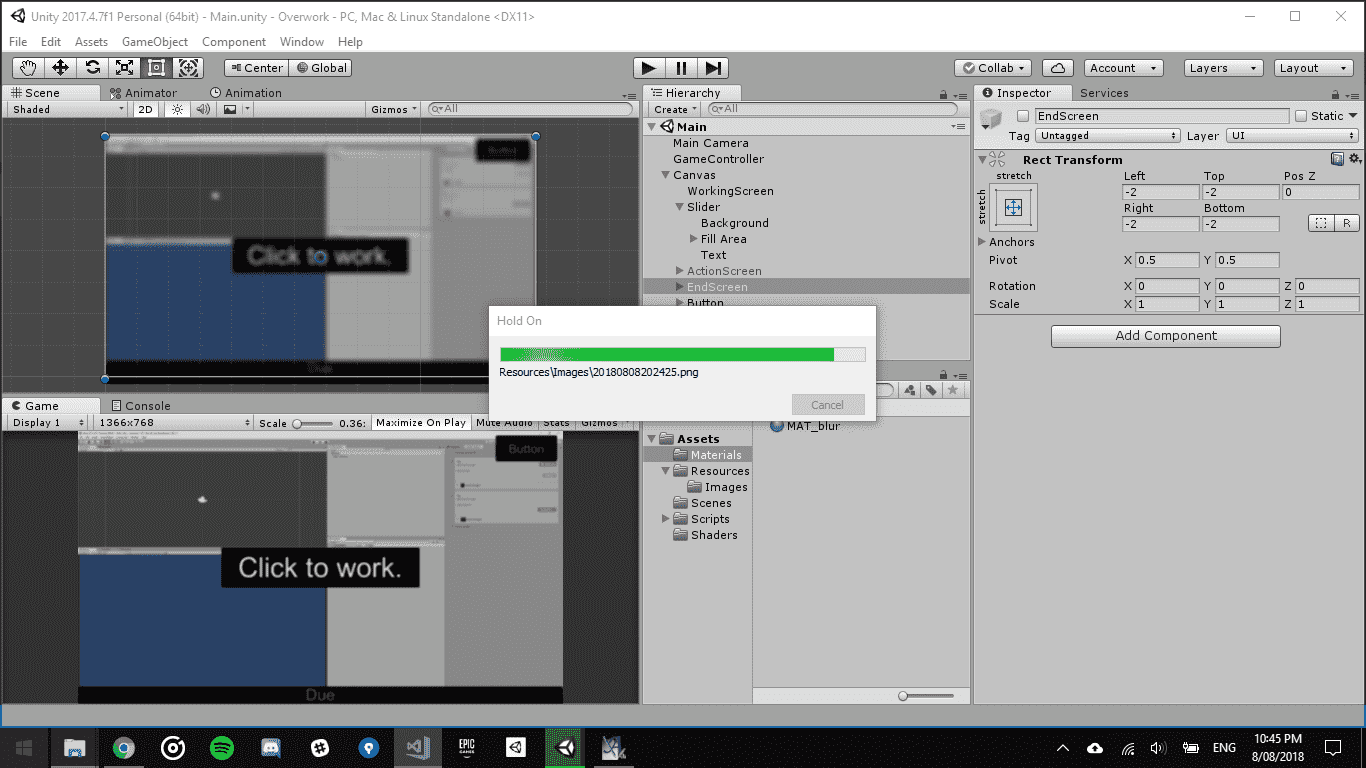 Unity 2017.4.7f1 Personal (64bit) - Main.unity - Overwork - PC, Mac & Linux Standalone <DX11>
File Edit Assets GameObject Component Window Help
Center Global
Collab Account Layers Layout
Scene Animator Animation
Shaded 2D Gizmos All
Button
Click to work.
Due
Hierarchy
Create All
Main
Main Camera
GameController
Canvas
WorkingScreen
Slider
Background
Fill Area
Text
ActionScreen
EndScreen
Button
Inspector Services
EndScreen Static
Tag Untagged Layer UI
Rect Transform
stretch Left Top Pos Z
stretch
-2 -2 0
Right Bottom
-2 -2 R
Anchors
Pivot X 0.5 Y 0.5
Rotation X 0 Y 0 Z 0
Scale X 1 Y 1 Z 1
Add Component
Hold On
Resources\Images\20180808202425.png
Cancel
Game Console
Display 1 1366x768 Scale 0.36: Maximize On Play Mute Audio Stats Gizmos
Button
Click to work.
Due
MAT_blur
Assets
Materials
Resources
Images
Scenes
Scripts
Shaders
EPIC
GAMES
ENG
10:45 PM
8/08/2018